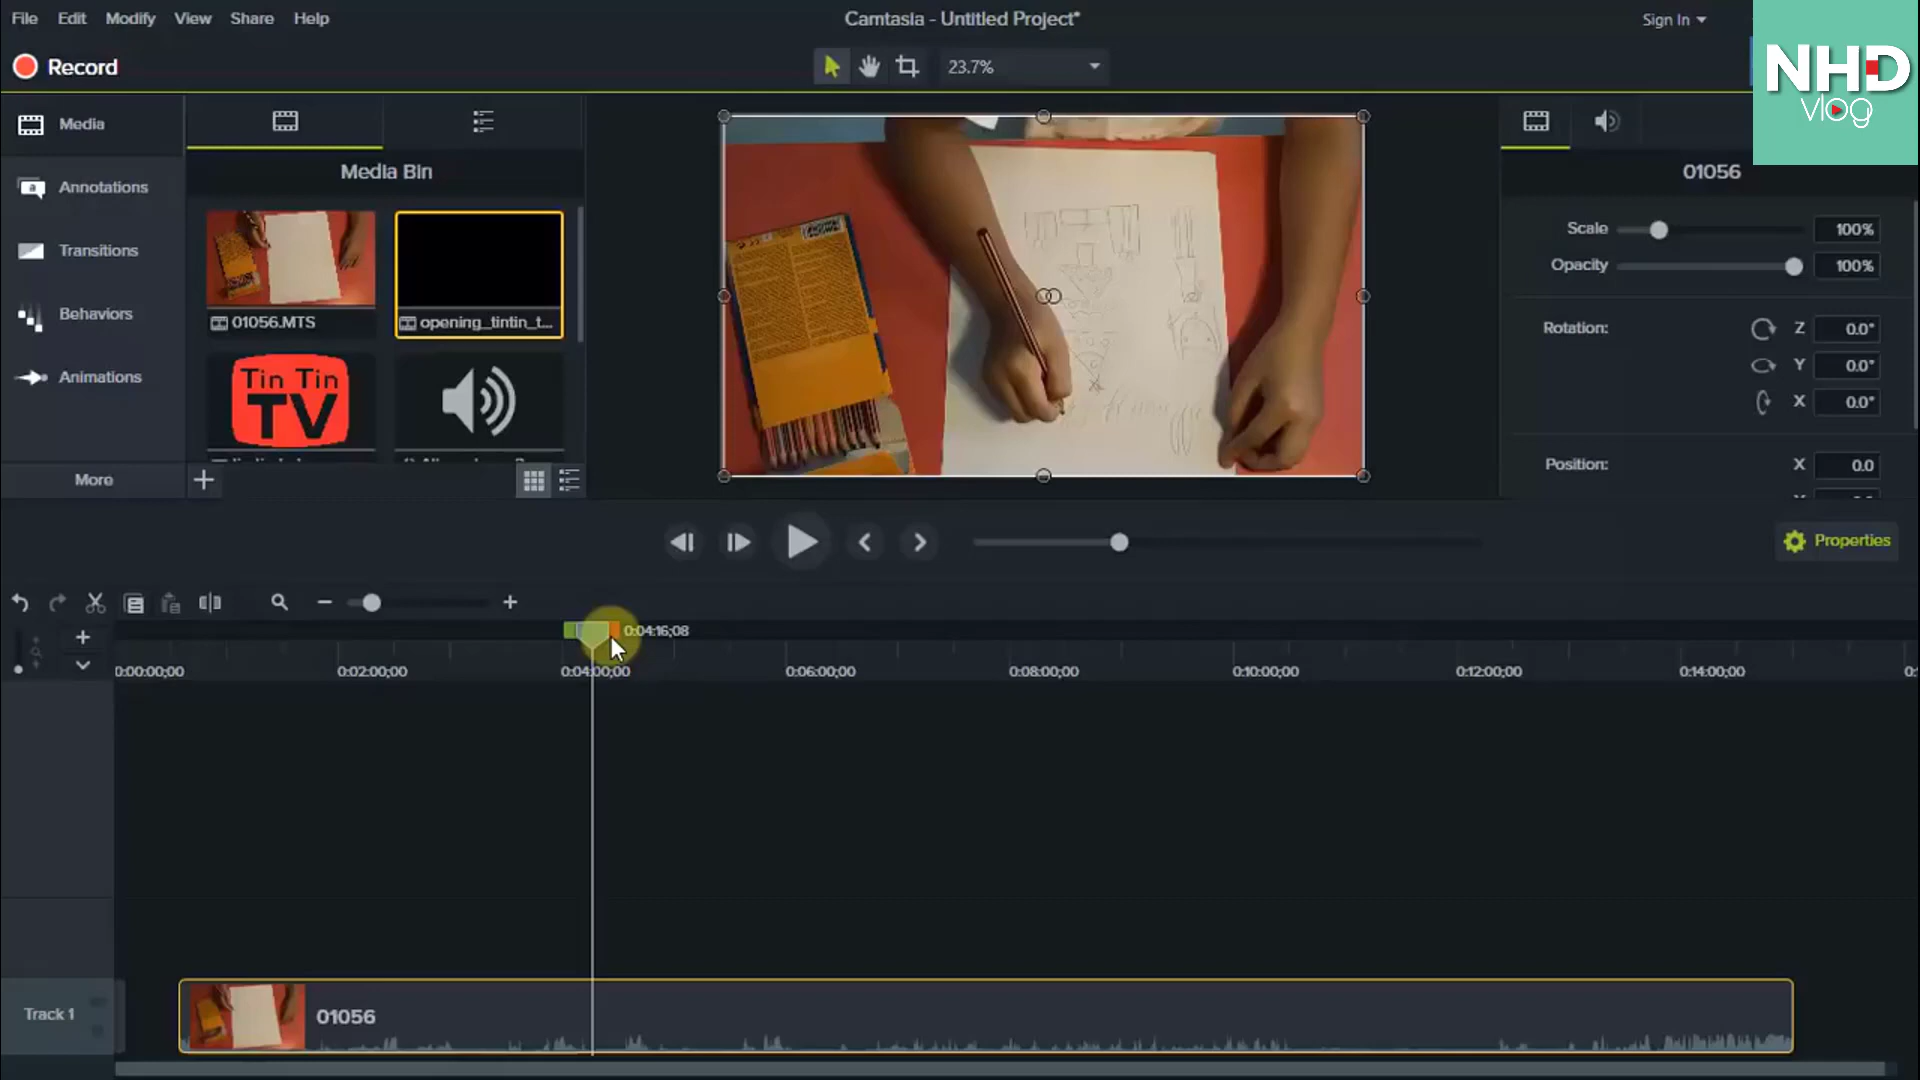 File Edit Modify View Share Help
Camtasia - Untitled Project*
Sign In
Record
23.7%
NHD
vlog
Media
Annotations
Transitions
Behaviors
Animations
More
Media Bin
01056.MTS
opening_tintin_t...
Tin Tin
TV
01056
Scale 100%
Opacity 100%
Rotation: Z 0.0°
Y 0.0°
X 0.0°
Position: X 0.0
Properties
0:04:16;08
0:00:00;00 0:02:00;00 0:04:00;00 0:06:00;00 0:08:00;00 0:10:00;00 0:12:00;00 0:14:00;00 0:
Track 1
01056